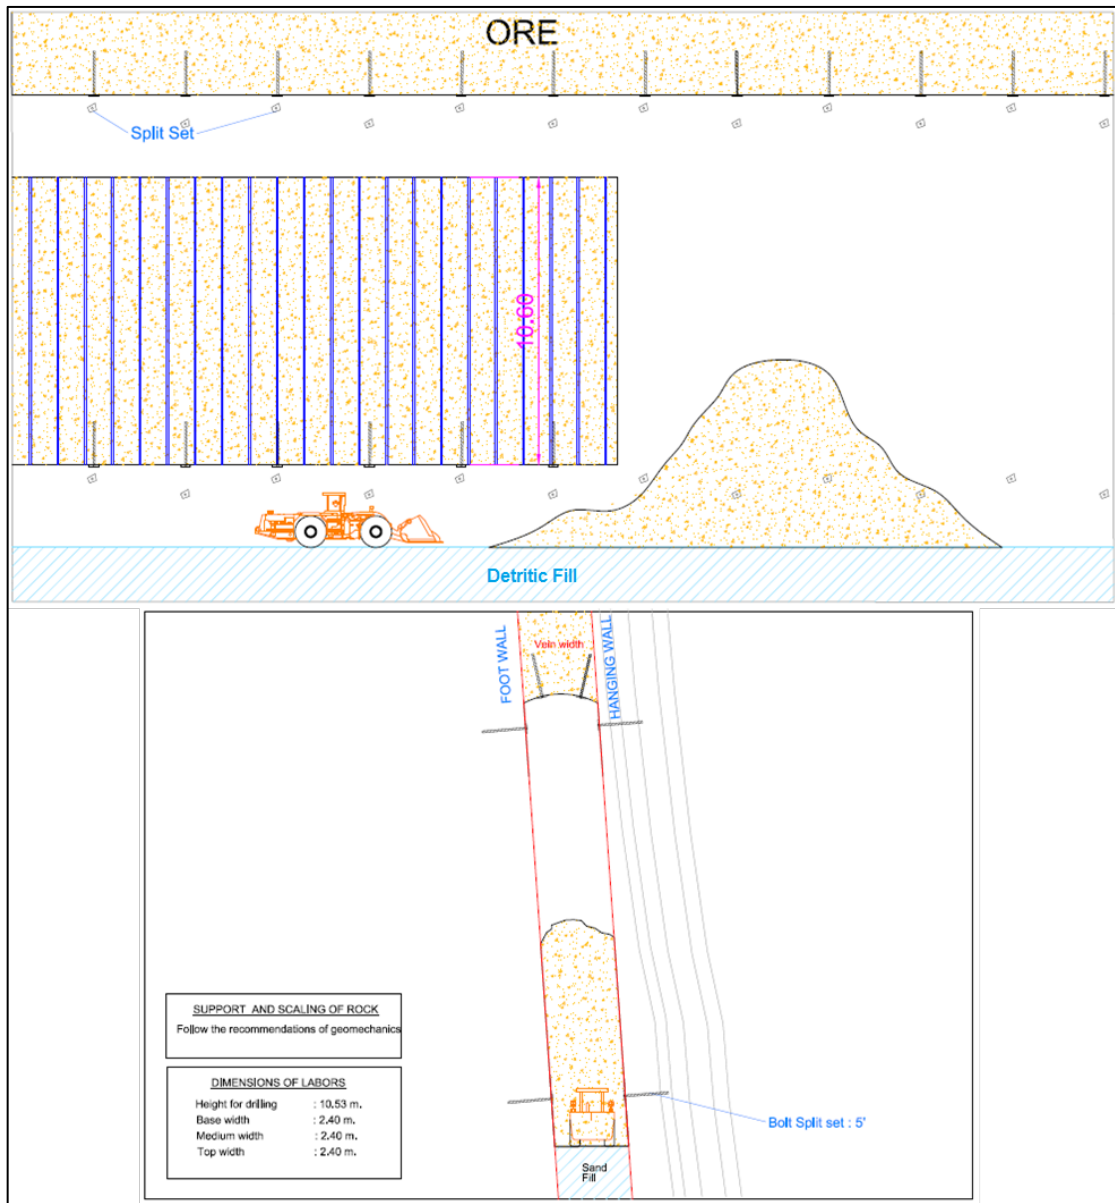 ORE
Split Set
10.60
Detritic Fill
FOOT WALL
Vein width
HANGING WALL
SUPPORT AND SCALING OF ROCK
Follow the recommendations of geomechanics
DIMENSIONS OF LABORS
Height for drilling : 10.53 m.
Base width : 2.40 m.
Medium width : 2.40 m.
Top width : 2.40 m.
Bolt Split set : 5'
Sand
Fill